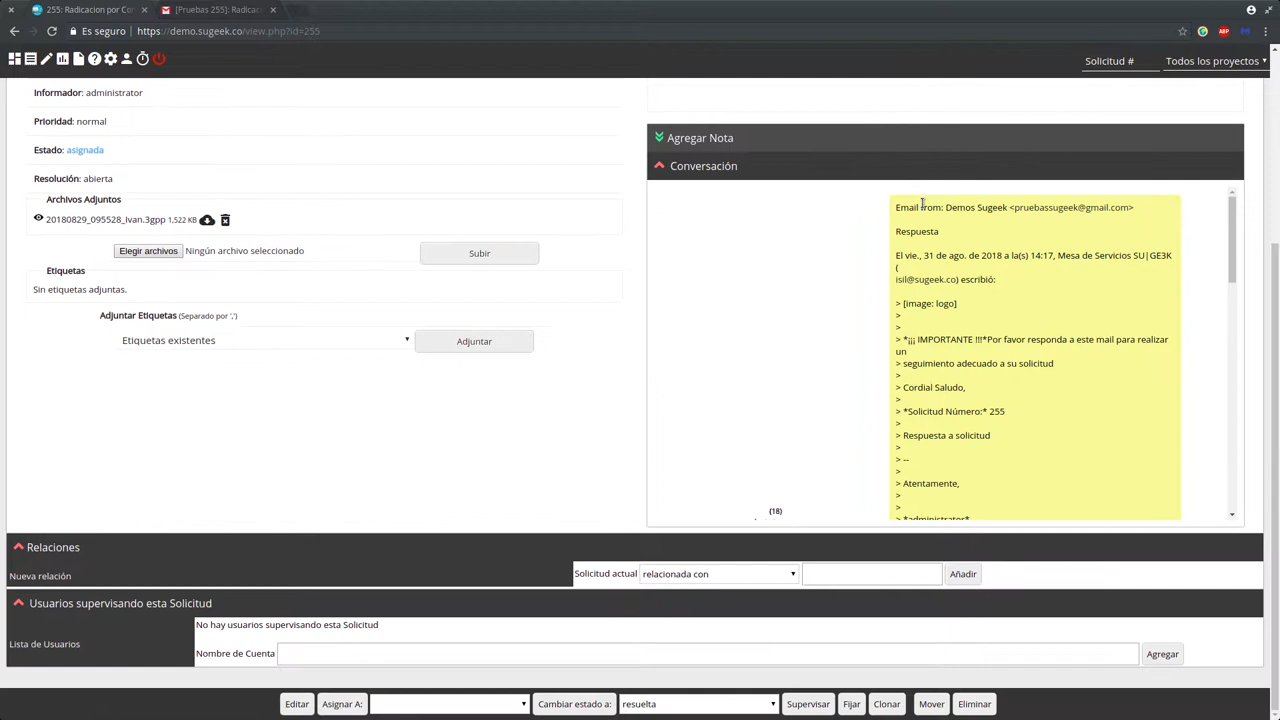 255: Radicacion por Co
[Pruebas 255]: Radicac
Es seguro
https://demo.sugeek.co/view.php?id=255
ABP
Solicitud #
Todos los proyectos
Informador: administrator
Prioridad: normal
Estado: asignada
Resolución: abierta
Archivos Adjuntos
20180829_095528_Ivan.3gpp 1,522 KB
Elegir archivos Ningún archivo seleccionado
Subir
Etiquetas
Sin etiquetas adjuntas.
Adjuntar Etiquetas (Separado por ',')
Etiquetas existentes
Adjuntar
Agregar Nota
Conversación
Email from: Demos Sugeek <pruebassugeek@gmail.com>
Respuesta
El vie., 31 de ago. de 2018 a la(s) 14:17, Mesa de Servicios SU|GE3K
(
isil@sugeek.co) escribió:
> [image: logo]
>
>
> *¡¡¡ IMPORTANTE !!!*Por favor responda a este mail para realizar
un
> seguimiento adecuado a su solicitud
>
> Cordial Saludo,
>
> *Solicitud Número:* 255
>
> Respuesta a solicitud
>
> --
>
> Atentamente,
>
>
> *administrator*
(18)
Relaciones
Nueva relación
Solicitud actual relacionada con
Añadir
Usuarios supervisando esta Solicitud
No hay usuarios supervisando esta Solicitud
Lista de Usuarios
Nombre de Cuenta
Agregar
Editar
Asignar A:
Cambiar estado a:
resuelta
Supervisar
Fijar
Clonar
Mover
Eliminar